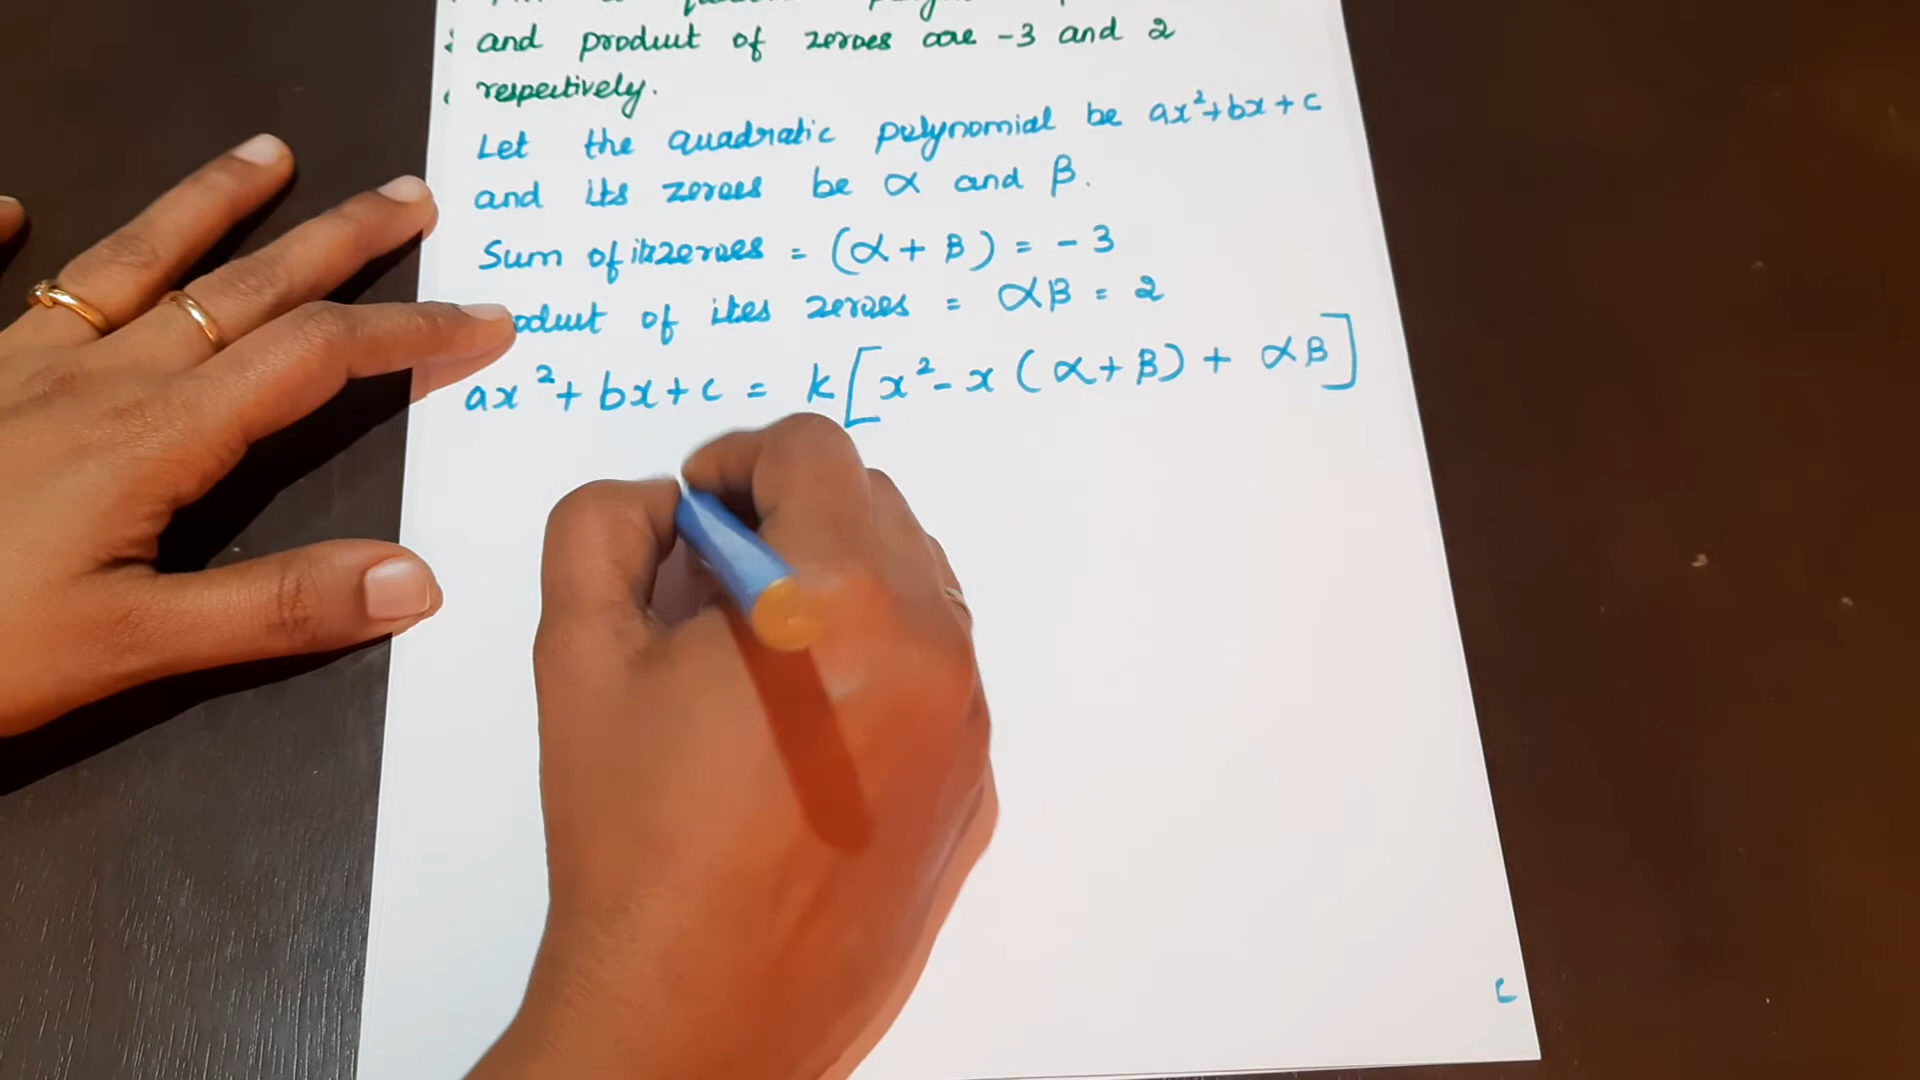 and product of zeroes are -3 and 2
respectively.
Let the quadratic polynomial be ax²+bx+c
and its zeroes be α and β.
Sum of its zeroes = (α + β) = - 3
oduct of ites zeroes = αβ = 2
ax² + bx + c = k[x² - x (α + β) + αβ]